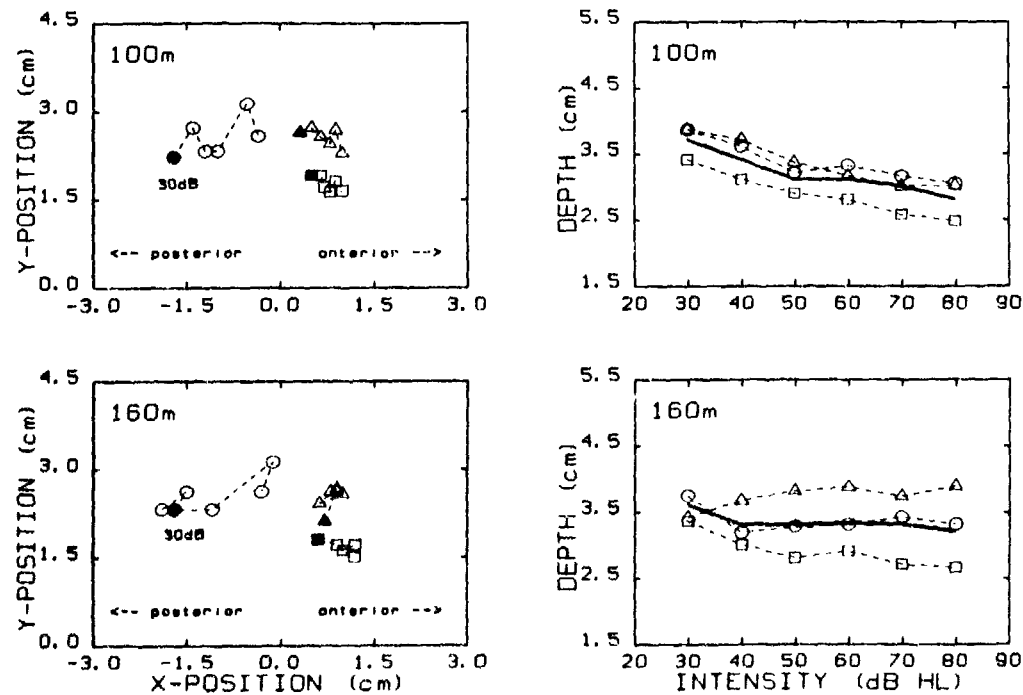 4.5
3.0
1.5
0.0
Y-POSITION (cm)
100m
30dB
<-- posterior
anterior -->
-3.0 -1.5 0.0 1.5 3.0
5.5
4.5
3.5
2.5
1.5
DEPTH (cm)
100m
20 30 40 50 60 70 80 90
4.5
3.0
1.5
0.0
Y-POSITION (cm)
160m
30dB
<-- posterior
anterior -->
-3.0 -1.5 0.0 1.5 3.0
X-POSITION (cm)
5.5
4.5
3.5
2.5
1.5
DEPTH (cm)
160m
20 30 40 50 60 70 80 90
INTENSITY (dB HL)